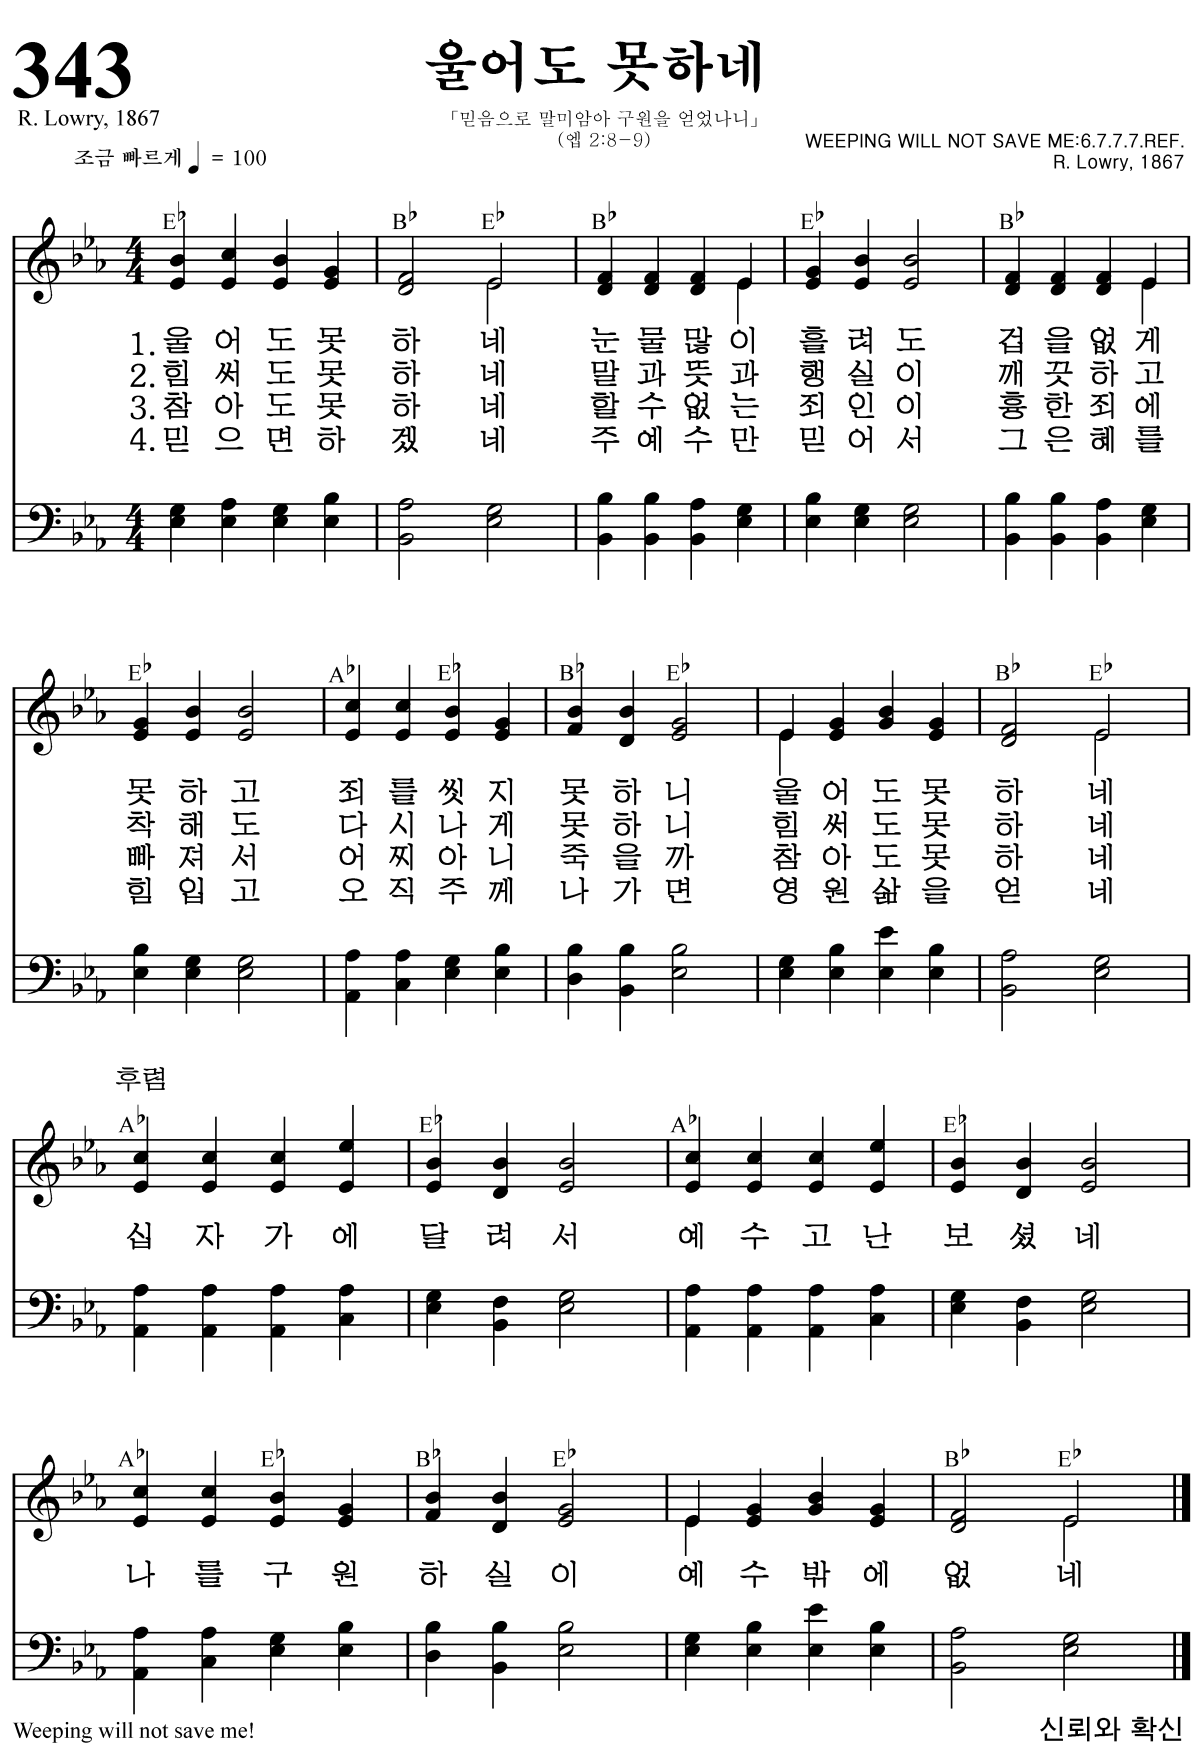 343
울어도 못하네
R. Lowry, 1867
「믿음으로 말미암아 구원을 얻었나니」
(엡 2:8-9)
WEEPING WILL NOT SAVE ME:6.7.7.7.REF.
조금 빠르게 ♩ = 100
R. Lowry, 1867
E♭ B♭ E♭ B♭ E♭ B♭
4
4
1. 울 어 도 못 하 네 눈 물 많 이 흘 려 도 겁 을 없 게
2. 힘 써 도 못 하 네 말 과 뜻 과 행 실 이 깨 끗 하 고
3. 참 아 도 못 하 네 할 수 없 는 죄 인 이 흉 한 죄 에
4. 믿 으 면 하 겠 네 주 예 수 만 믿 어 서 그 은 혜 를
4
4
E♭ A♭ E♭ B♭ E♭ B♭ E♭
못 하 고 죄 를 씻 지 못 하 니 울 어 도 못 하 네
착 해 도 다 시 나 게 못 하 니 힘 써 도 못 하 네
빠 져 서 어 찌 아 니 죽 을 까 참 아 도 못 하 네
힘 입 고 오 직 주 께 나 가 면 영 원 삶 을 얻 네
후렴
A♭ E♭ A♭ E♭
십 자 가 에 달 려 서 예 수 고 난 보 셨 네
A♭ E♭ B♭ E♭ B♭ E♭
나 를 구 원 하 실 이 예 수 밖 에 없 네
Weeping will not save me!
신뢰와 확신